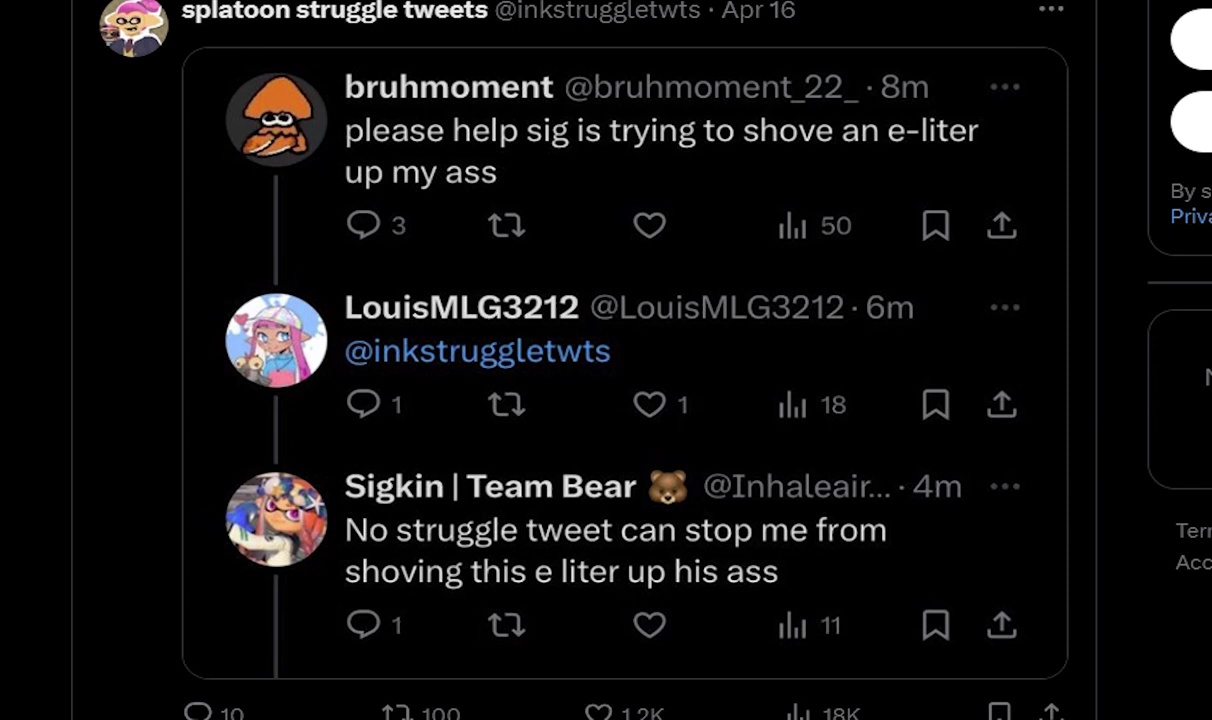 splatoon struggle tweets @inkstruggletwts · Apr 16
bruhmoment @bruhmoment_22_ · 8m
please help sig is trying to shove an e-liter
up my ass
3 50
LouisMLG3212 @LouisMLG3212 · 6m
@inkstruggletwts
1 1 18
Sigkin | Team Bear 🐻 @Inhaleair... · 4m
No struggle tweet can stop me from
shoving this e liter up his ass
1 11
10 100 1.2K 18K
By s
Priva
N
Terr
Acc